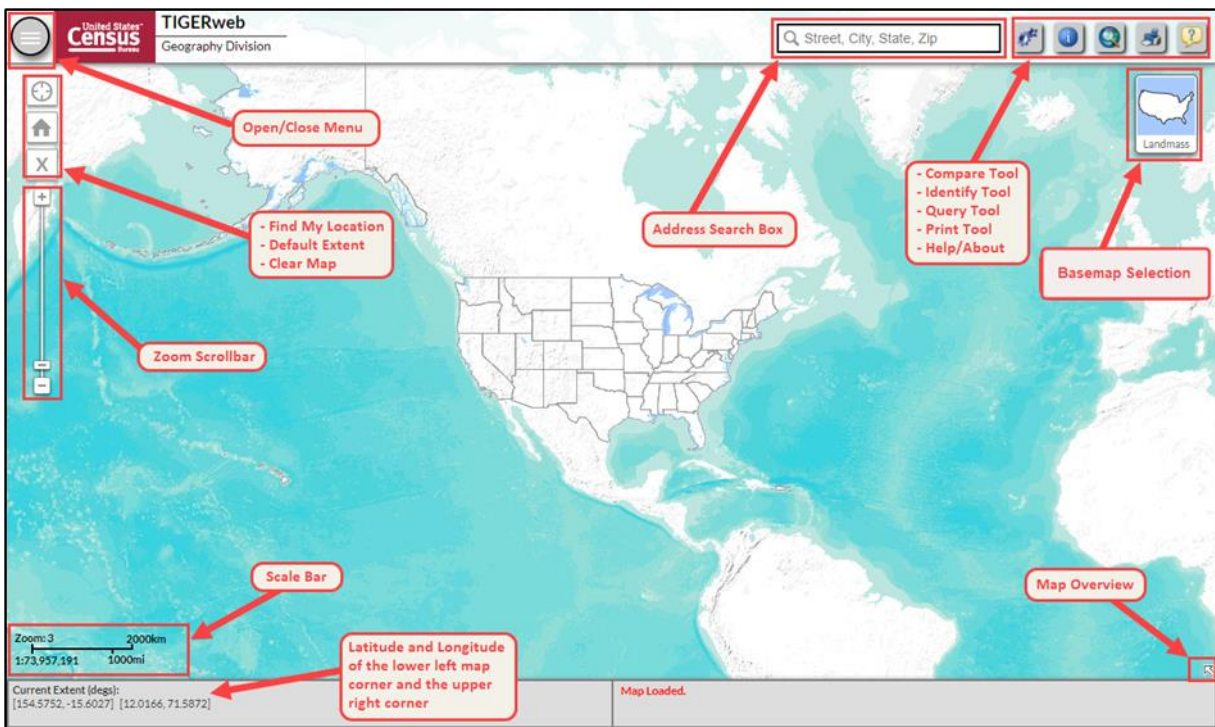 United States™
Census
Bureau
TIGERweb
Geography Division
Street, City, State, Zip
Landmass
Open/Close Menu
- Find My Location
- Default Extent
- Clear Map
Zoom Scrollbar
Address Search Box
- Compare Tool
- Identify Tool
- Query Tool
- Print Tool
- Help/About
Basemap Selection
Scale Bar
Map Overview
Zoom: 3 2000km
1:73,957,191 1000mi
Latitude and Longitude
of the lower left map
corner and the upper
right corner
Current Extent (degs):
[154.5752, -15.6027] [12.0166, 71.5872]
Map Loaded.